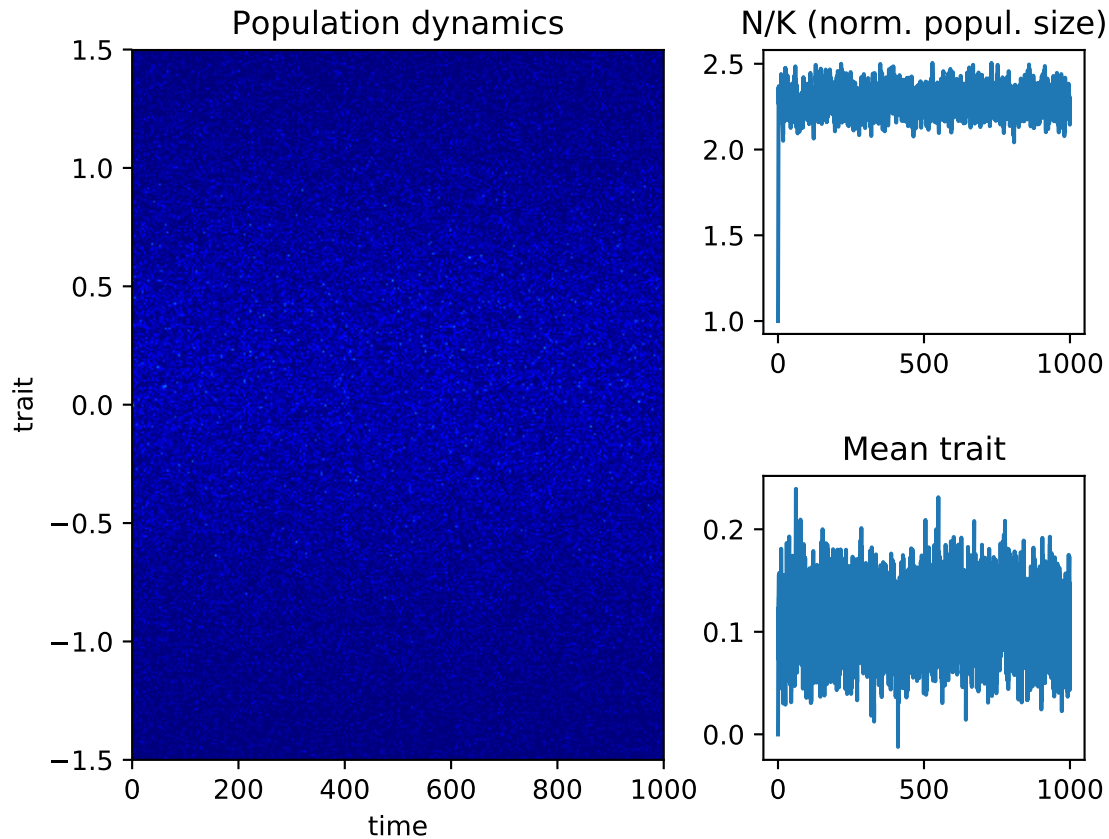 Population dynamics
1.5
1.0
0.5
0.0
−0.5
−1.0
−1.5
trait
0 200 400 600 800 1000
time
N/K (norm. popul. size)
2.5
2.0
1.5
1.0
0 500 1000
Mean trait
0.2
0.1
0.0
0 500 1000